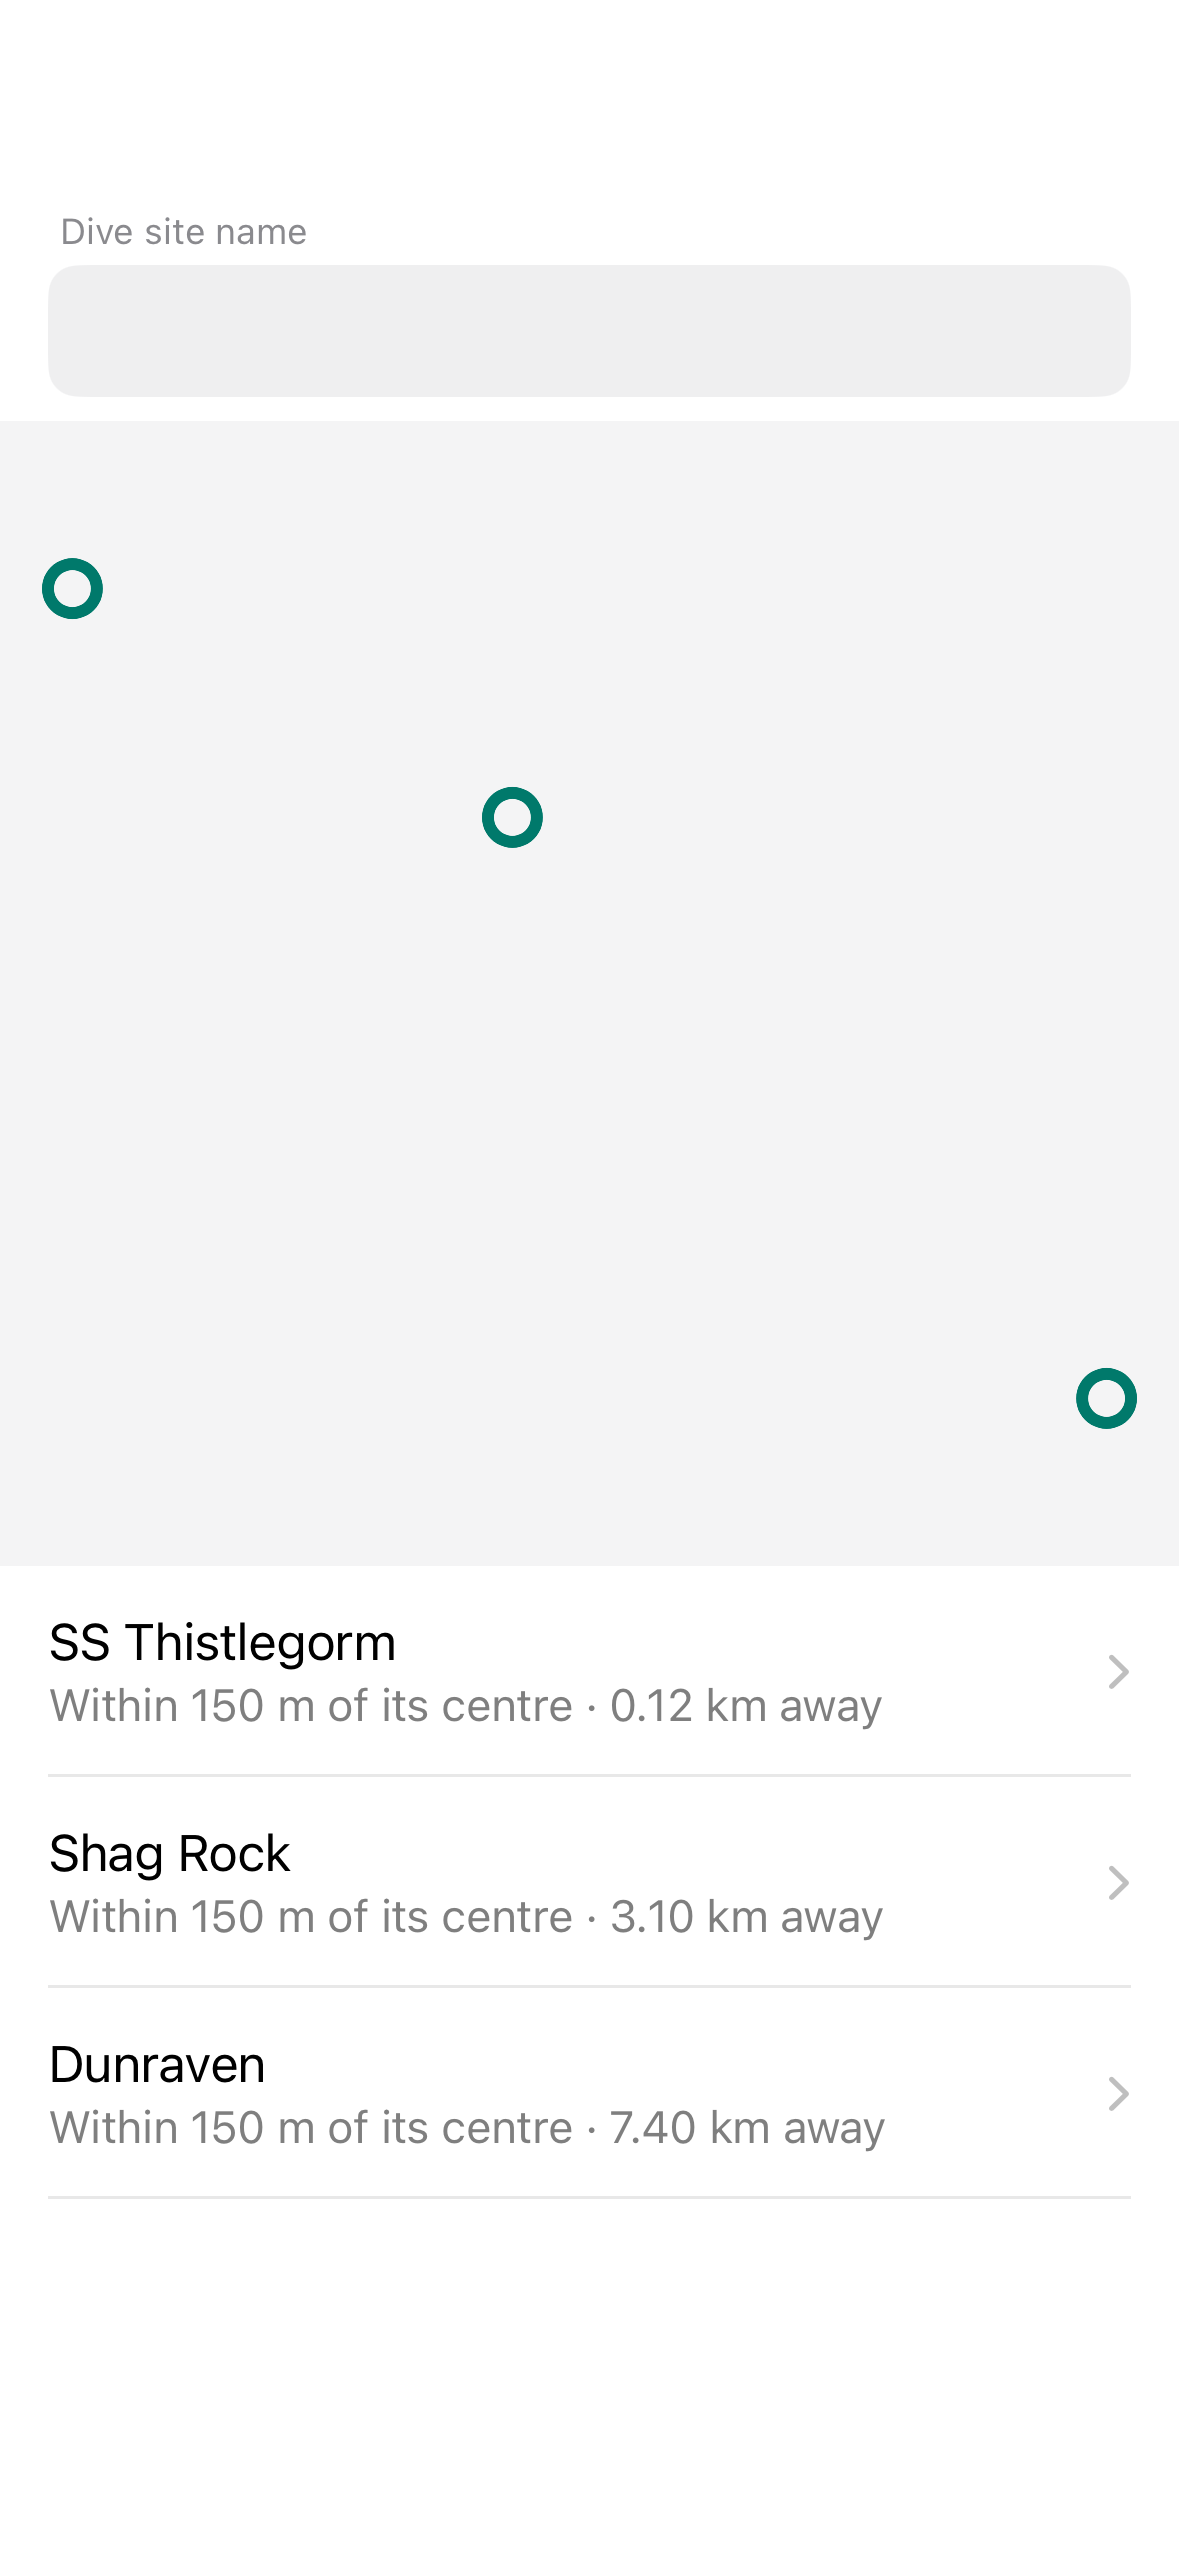 Dive site name
SS Thistlegorm
Within 150 m of its centre · 0.12 km away
Shag Rock
Within 150 m of its centre · 3.10 km away
Dunraven
Within 150 m of its centre · 7.40 km away